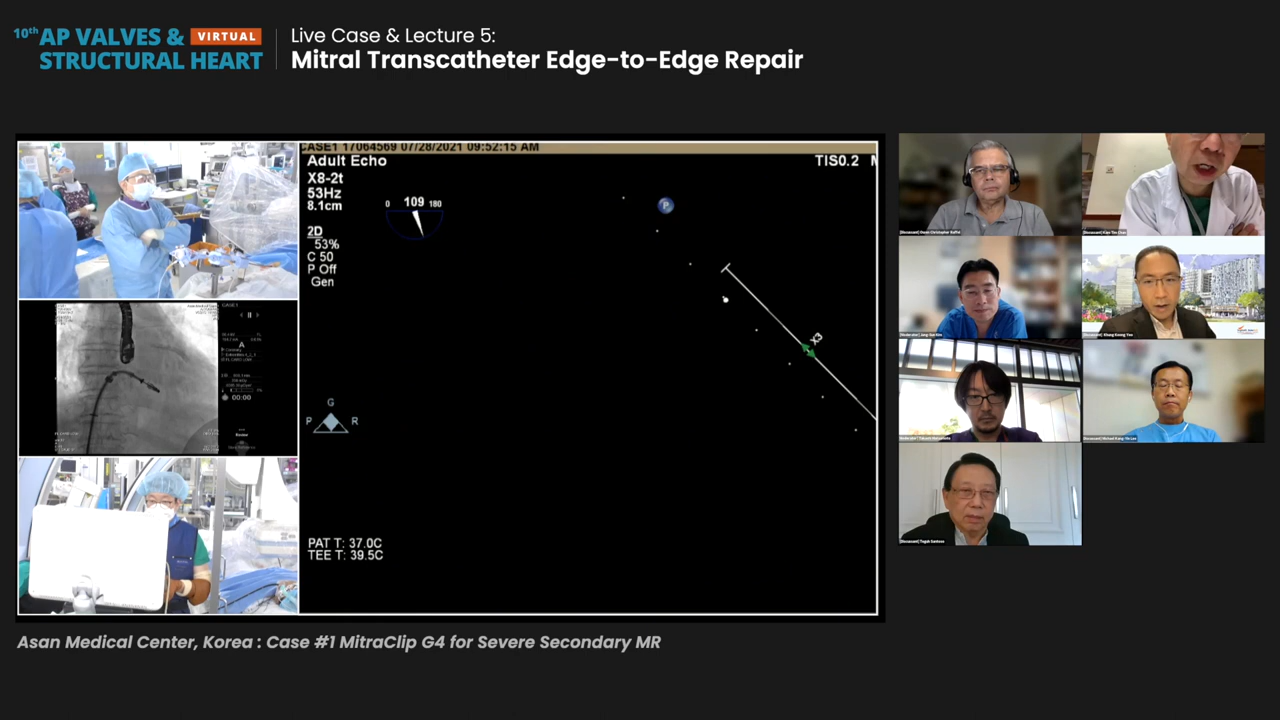 10th AP VALVES & VIRTUAL
STRUCTURAL HEART
Live Case & Lecture 5:
Mitral Transcatheter Edge-to-Edge Repair
CASE1 17064569 07/28/2021 09:52:15 AM
Adult Echo
TIS0.2 M
X8-2t
53Hz
8.1cm
0 109 180
P
2D
53%
C 50
P Off
Gen
G
P R
PAT T: 37.0C
TEE T: 39.5C
A
00:00
Asan Medical Center, Korea : Case #1 MitraClip G4 for Severe Secondary MR